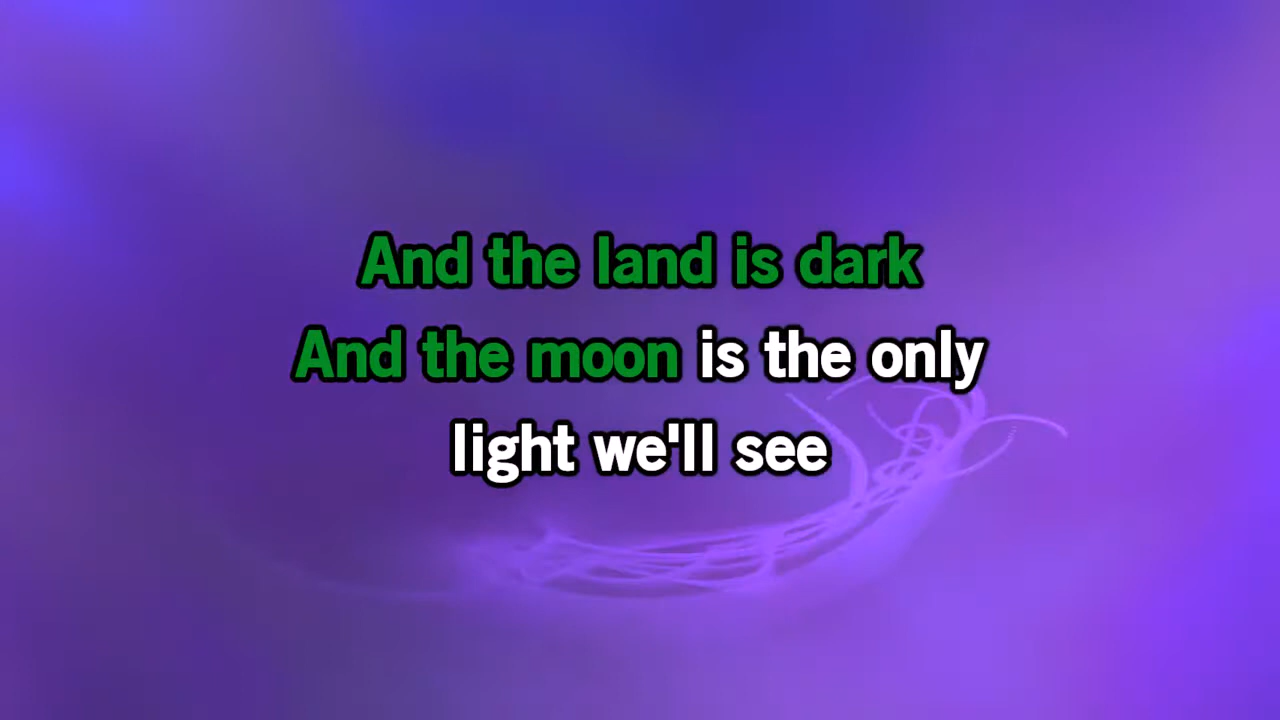 And the land is dark
And the moon is the only
light we'll see